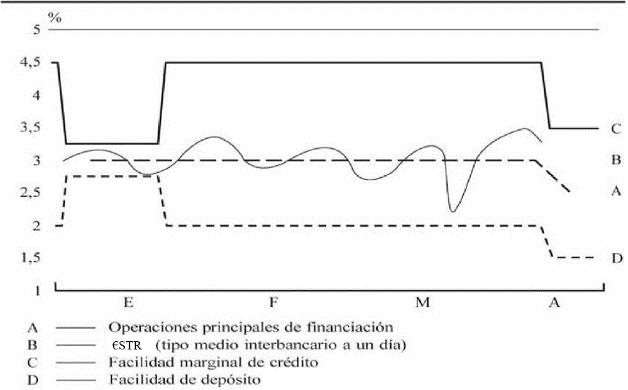 %
5
4,5
4
3,5
C
3
B
2,5
A
2
1,5
D
1
E F M A
A Operaciones principales de financiación
B €STR (tipo medio interbancario a un día)
C Facilidad marginal de crédito
D Facilidad de depósito